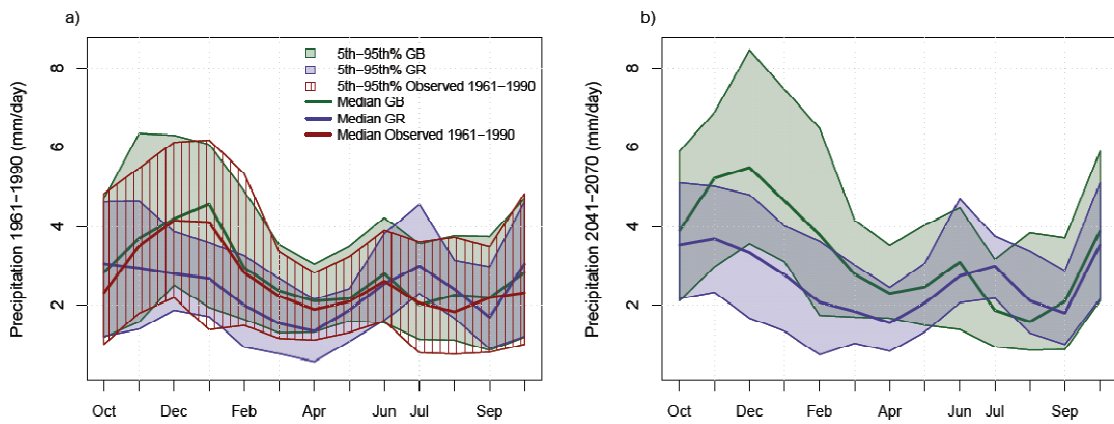 a)
Precipitation 1961−1990 (mm/day)
8
6
4
2
5th−95th% GB
5th−95th% GR
5th−95th% Observed 1961−1990
Median GB
Median GR
Median Observed 1961−1990
Oct Dec Feb Apr Jun Jul Sep
b)
Precipitation 2041−2070 (mm/day)
8
6
4
2
Oct Dec Feb Apr Jun Jul Sep